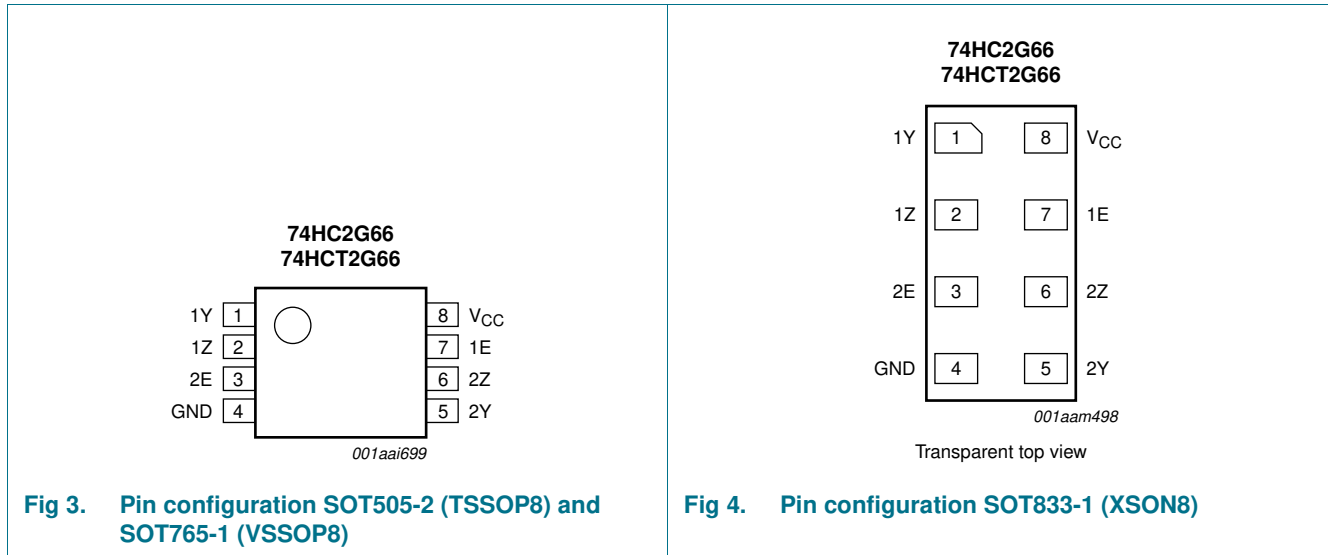 74HC2G66
74HCT2G66
1Y 1 8 VCC
1Z 2 7 1E
2E 3 6 2Z
GND 4 5 2Y
001aai699
Fig 3. Pin configuration SOT505-2 (TSSOP8) and
SOT765-1 (VSSOP8)
74HC2G66
74HCT2G66
1Y 1 8 VCC
1Z 2 7 1E
2E 3 6 2Z
GND 4 5 2Y
001aam498
Transparent top view
Fig 4. Pin configuration SOT833-1 (XSON8)